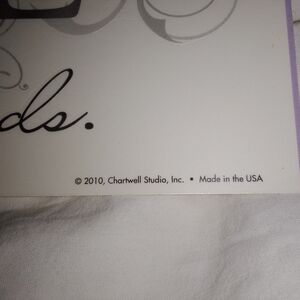 ds.
© 2010, Chartwell Studio, Inc. • Made in the USA